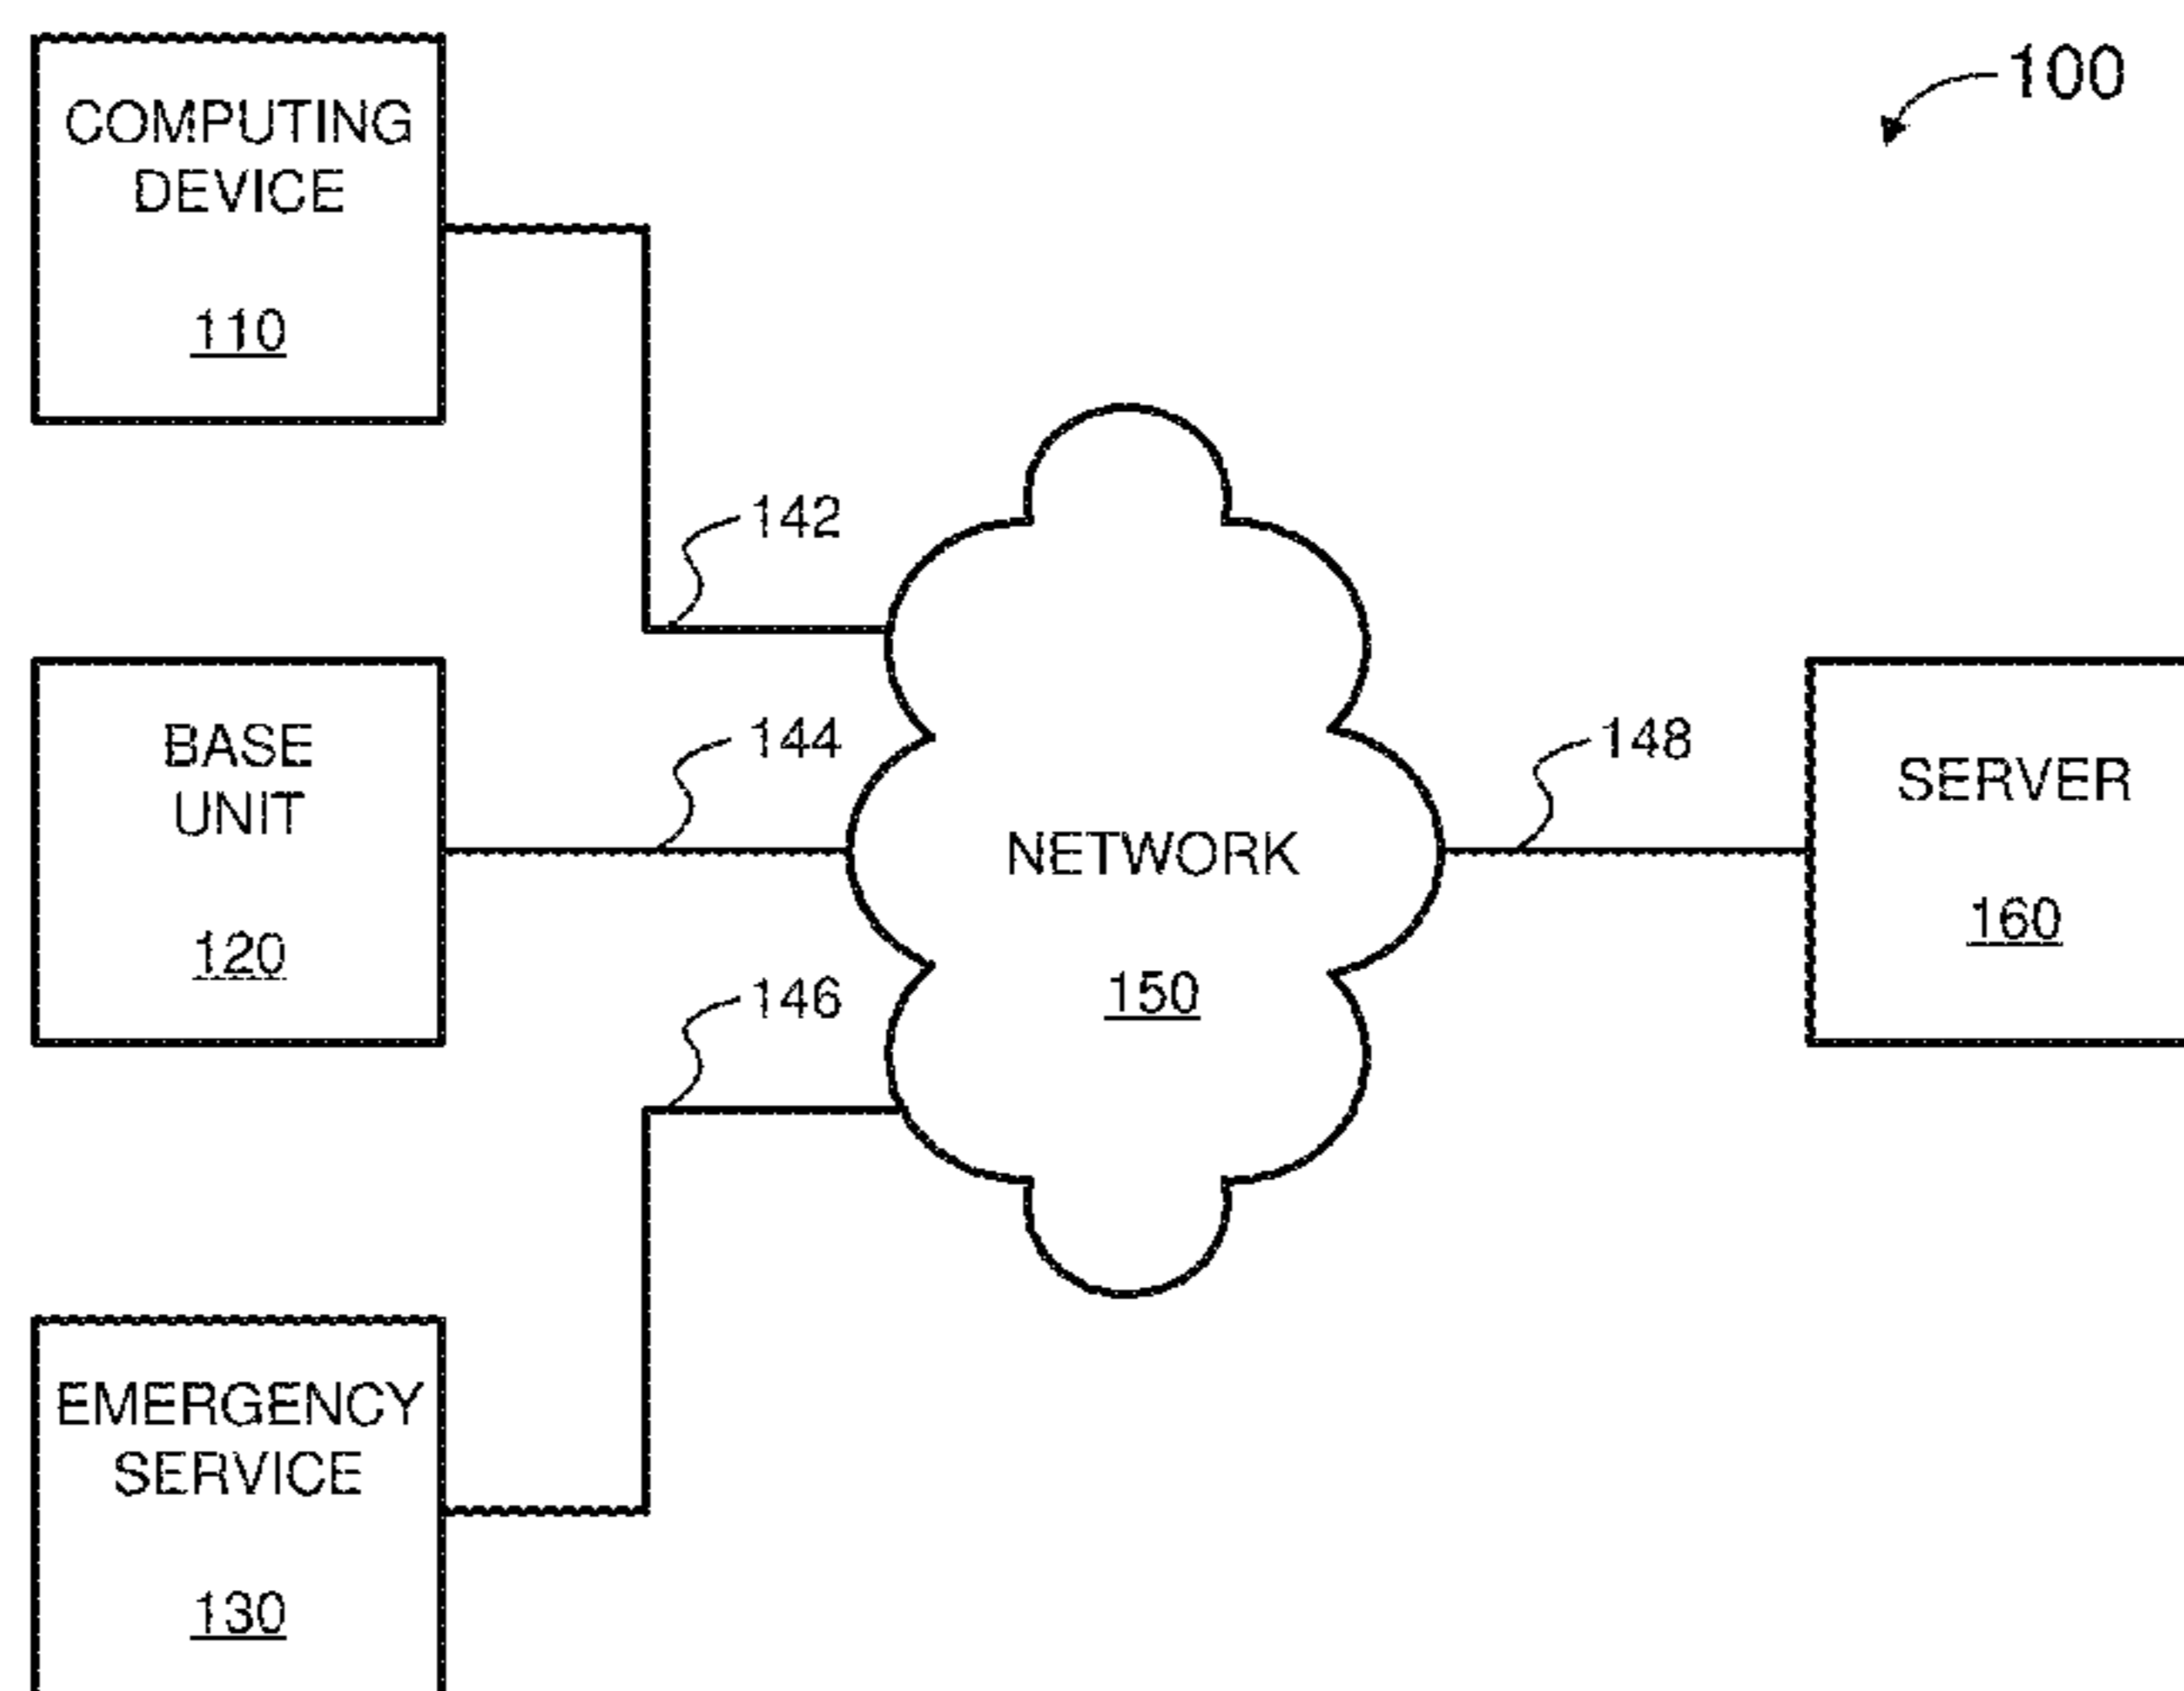 100
COMPUTING
DEVICE
110
142
BASE
UNIT
120
144
NETWORK
150
148
SERVER
160
146
EMERGENCY
SERVICE
130